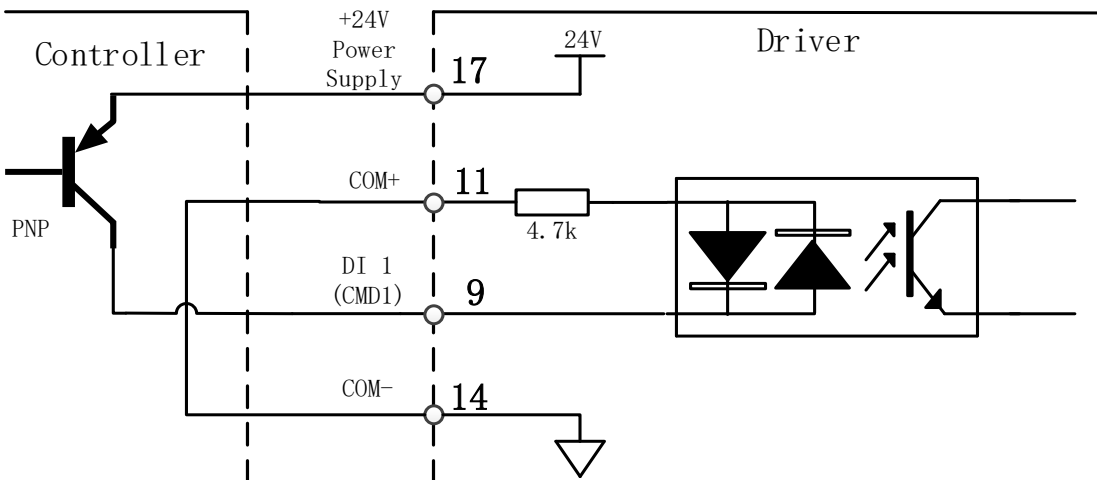 Controller
+24V
Power
Supply
17
24V
Driver
COM+
11
4.7k
PNP
DI 1
(CMD1)
9
COM-
14